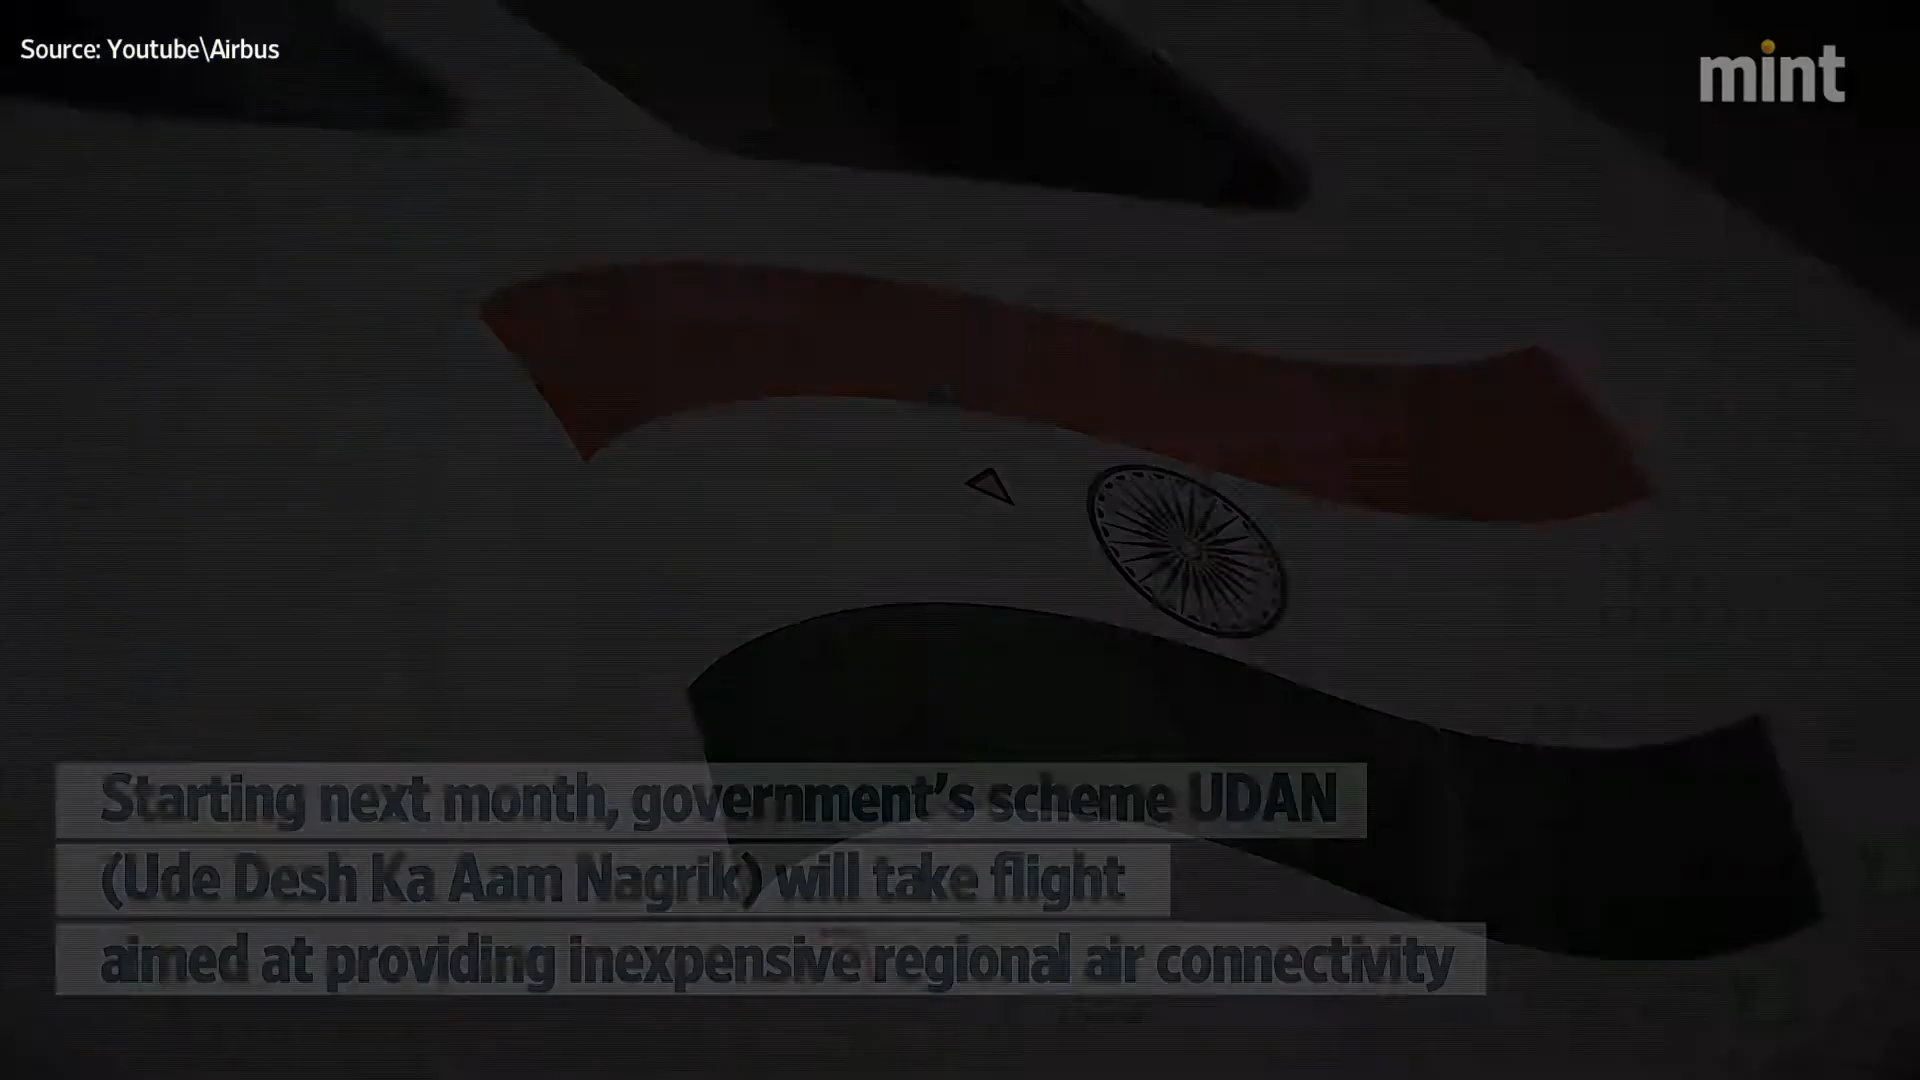 Source: Youtube\Airbus
mint
Starting next month, government's scheme UDAN
(Ude Desh Ka Aam Nagrik) will take flight
aimed at providing inexpensive regional air connectivity